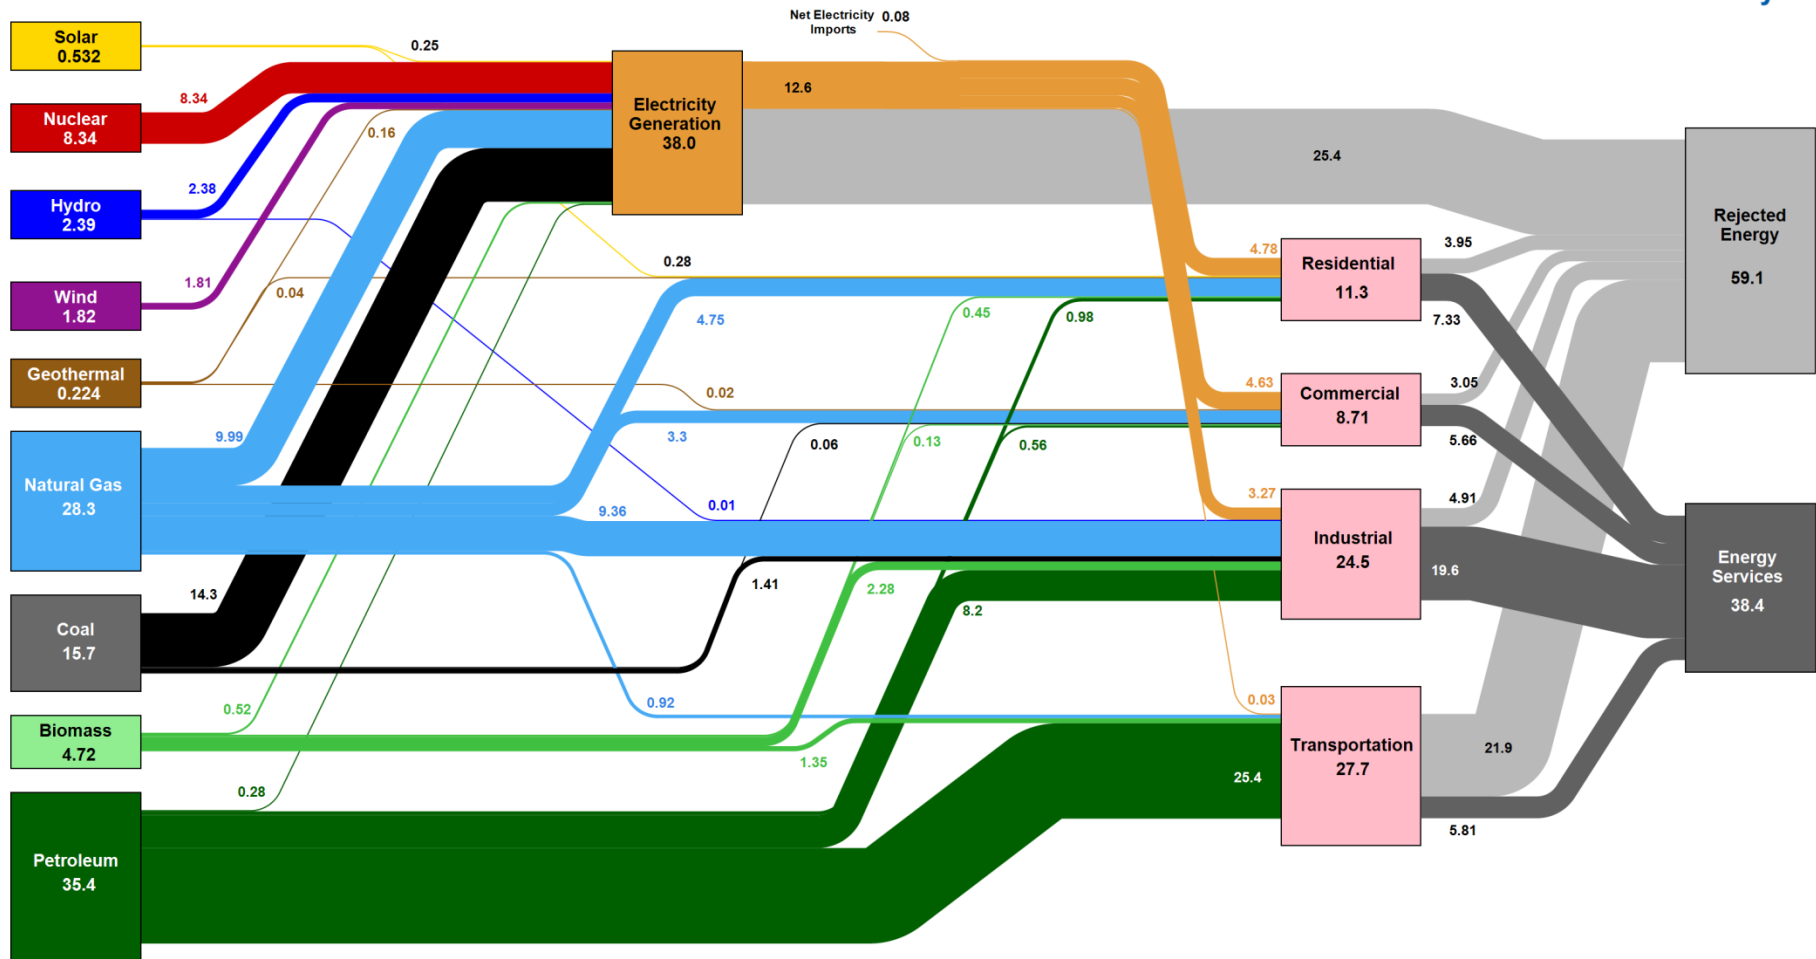 Solar
0.532
Nuclear
8.34
Hydro
2.39
Wind
1.82
Geothermal
0.224
Natural Gas
28.3
Coal
15.7
Biomass
4.72
Petroleum
35.4
0.25
8.34
0.16
2.38
1.81
0.04
9.99
14.3
0.52
0.28
Electricity
Generation
38.0
Net Electricity 0.08
Imports
12.6
25.4
0.28
4.75
0.45
0.98
0.02
3.3
0.06
0.13
0.56
9.36
0.01
1.41
2.28
8.2
0.92
1.35
4.78
4.63
3.27
0.03
25.4
Residential
11.3
Commercial
8.71
Industrial
24.5
Transportation
27.7
3.95
7.33
3.05
5.66
4.91
19.6
21.9
5.81
Rejected
Energy
59.1
Energy
Services
38.4